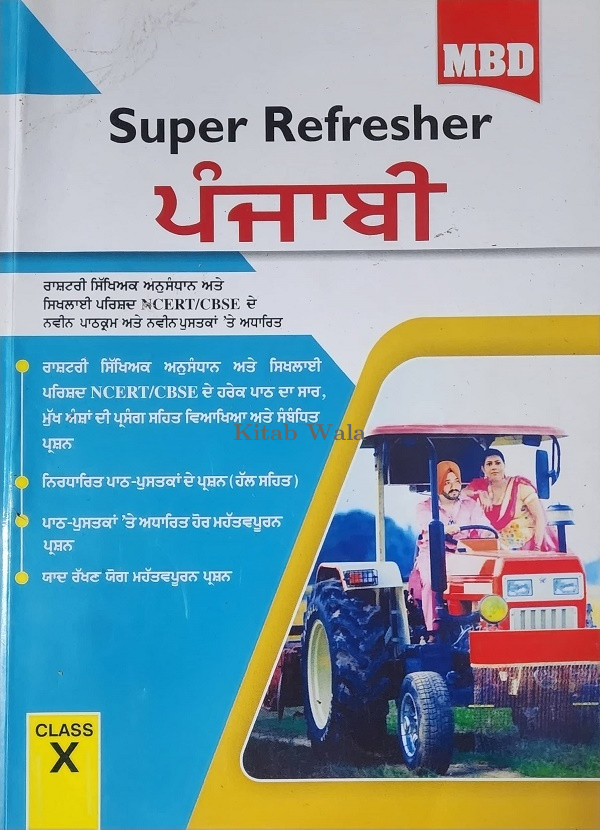 MBD
Super Refresher
ਪੰਜਾਬੀ
ਰਾਸ਼ਟਰੀ ਸਿੱਖਿਅਕ ਅਨੁਸੰਧਾਨ ਅਤੇ
ਸਿਖਲਾਈ ਪਰਿਸ਼ਦ NCERT/CBSE ਦੇ
ਨਵੀਨ ਪਾਠਕ੍ਰਮ ਅਤੇ ਨਵੀਨ ਪੁਸਤਕਾਂ 'ਤੇ ਅਧਾਰਿਤ
ਰਾਸ਼ਟਰੀ ਸਿੱਖਿਅਕ ਅਨੁਸੰਧਾਨ ਅਤੇ ਸਿਖਲਾਈ
ਪਰਿਸ਼ਦ NCERT/CBSE ਦੇ ਹਰੇਕ ਪਾਠ ਦਾ ਸਾਰ,
ਮੁੱਖ ਅੰਸ਼ਾਂ ਦੀ ਪ੍ਰਸੰਗ ਸਹਿਤ ਵਿਆਖਿਆ ਅਤੇ ਸੰਬੰਧਿਤ
ਪ੍ਰਸ਼ਨ
Kitab Wala
ਨਿਰਧਾਰਿਤ ਪਾਠ-ਪੁਸਤਕਾਂ ਦੇ ਪ੍ਰਸ਼ਨ (ਹੱਲ ਸਹਿਤ)
ਪਾਠ-ਪੁਸਤਕਾਂ 'ਤੇ ਅਧਾਰਿਤ ਹੋਰ ਮਹੱਤਵਪੂਰਨ
ਪ੍ਰਸ਼ਨ
ਯਾਦ ਰੱਖਣ ਯੋਗ ਮਹੱਤਵਪੂਰਨ ਪ੍ਰਸ਼ਨ
CLASS
X